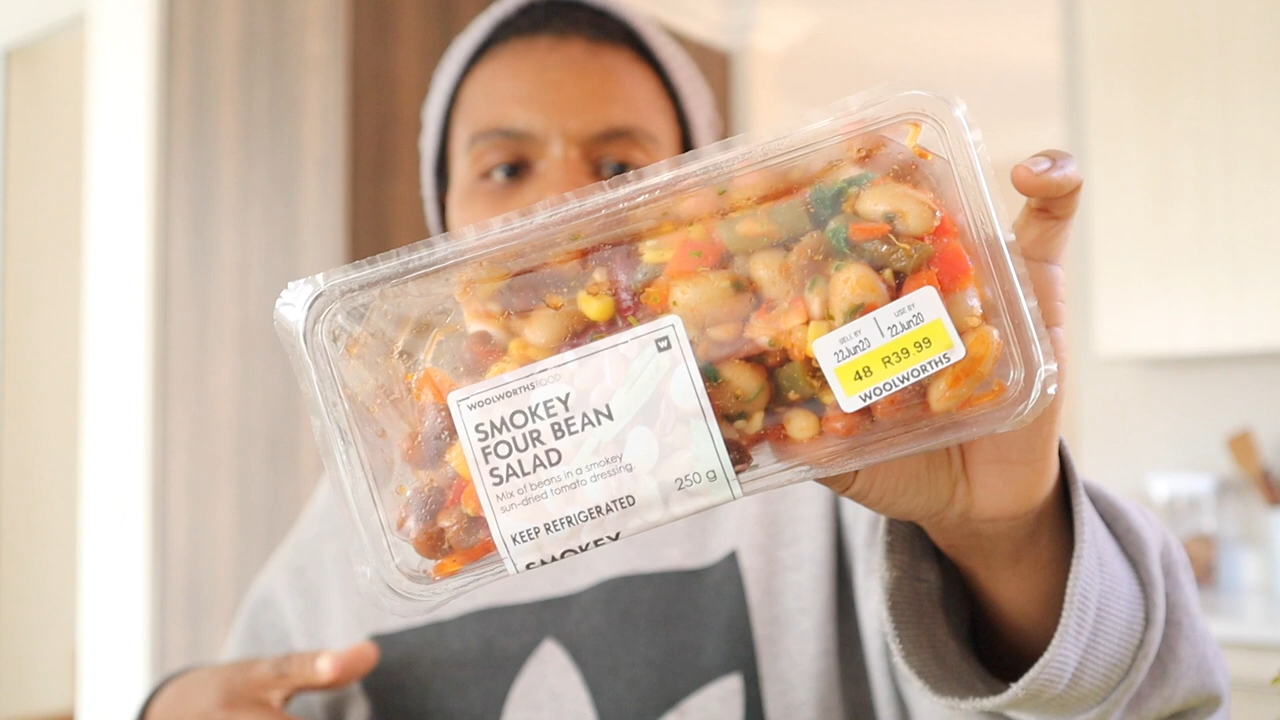 WOOLWORTHS FOOD
W
SMOKEY
FOUR BEAN
SALAD
Mix of beans in a smokey
sun-dried tomato dressing.
250 g
KEEP REFRIGERATED
SMOKEY
SELL BY
22Jun20
USE BY
22Jun20
48 R39.99
WOOLWORTHS